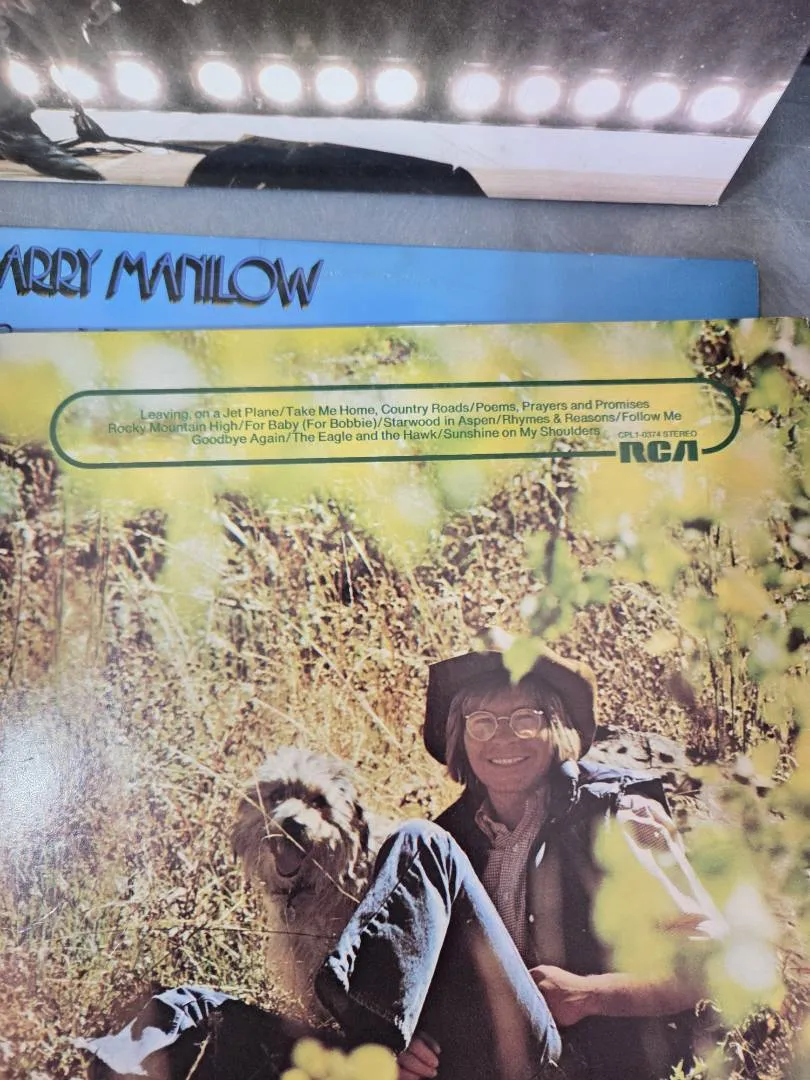 ARRY MANILOW
Leaving, on a Jet Plane/Take Me Home, Country Roads/Poems, Prayers and Promises
Rocky Mountain High/For Baby (For Bobbie)/Starwood in Aspen/Rhymes & Reasons/Follow Me
Goodbye Again/The Eagle and the Hawk/Sunshine on My Shoulders
CPL1-0374 STEREO
RCA